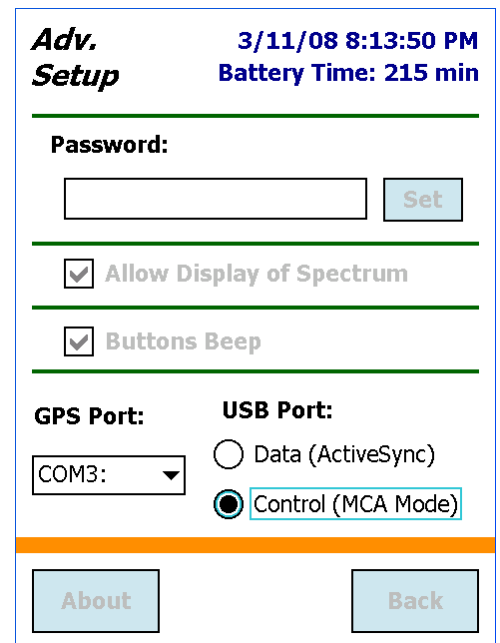 Adv.
Setup
3/11/08 8:13:50 PM
Battery Time: 215 min
Password:
Set
Allow Display of Spectrum
Buttons Beep
GPS Port:
COM3:
USB Port:
Data (ActiveSync)
Control (MCA Mode)
About
Back